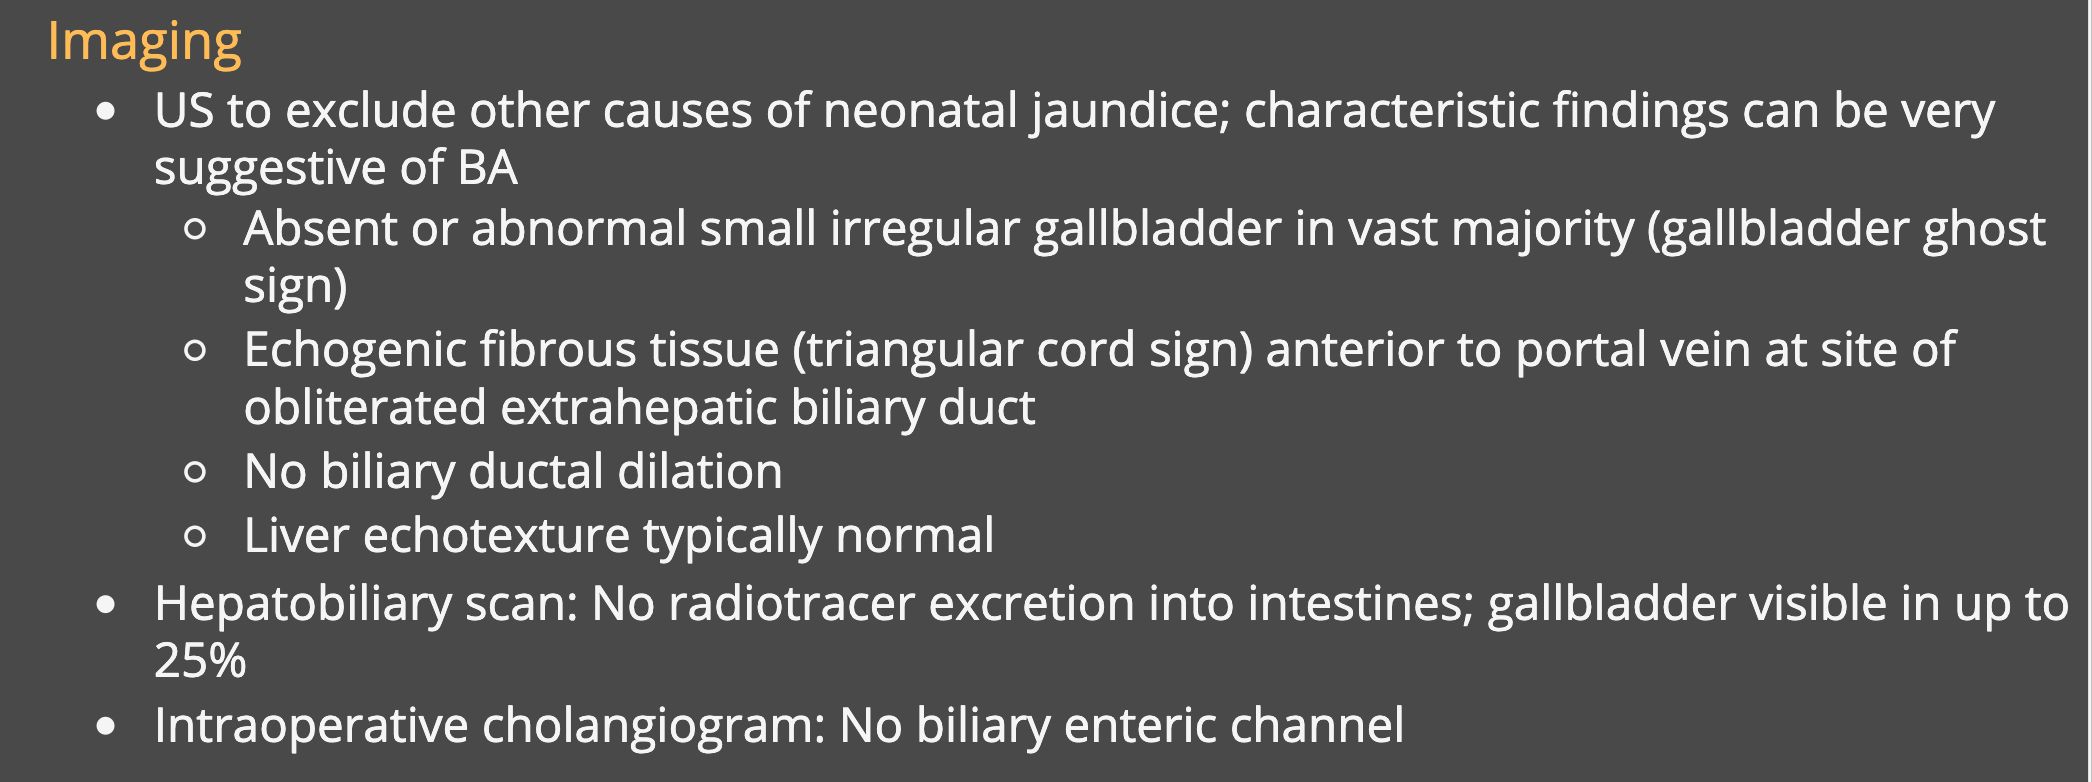 Imaging
• US to exclude other causes of neonatal jaundice; characteristic findings can be very
suggestive of BA
○ Absent or abnormal small irregular gallbladder in vast majority (gallbladder ghost
sign)
○ Echogenic fibrous tissue (triangular cord sign) anterior to portal vein at site of
obliterated extrahepatic biliary duct
○ No biliary ductal dilation
○ Liver echotexture typically normal
• Hepatobiliary scan: No radiotracer excretion into intestines; gallbladder visible in up to
25%
• Intraoperative cholangiogram: No biliary enteric channel